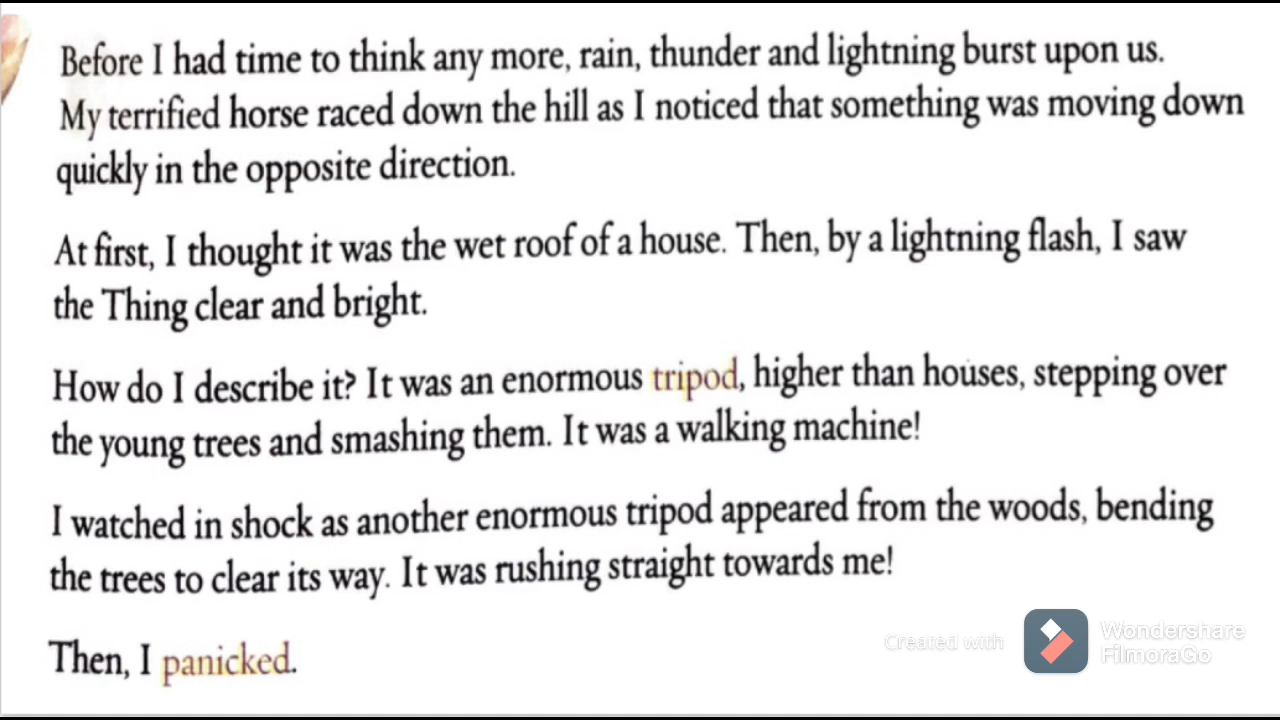 Before I had time to think any more, rain, thunder and lightning burst upon us.
My terrified horse raced down the hill as I noticed that something was moving down
quickly in the opposite direction.
At first, I thought it was the wet roof of a house. Then, by a lightning flash, I saw
the Thing clear and bright.
How do I describe it? It was an enormous tripod, higher than houses, stepping over
the young trees and smashing them. It was a walking machine!
I watched in shock as another enormous tripod appeared from the woods, bending
the trees to clear its way. It was rushing straight towards me!
Then, I panicked.
Created with
Wondershare
FilmoraGo